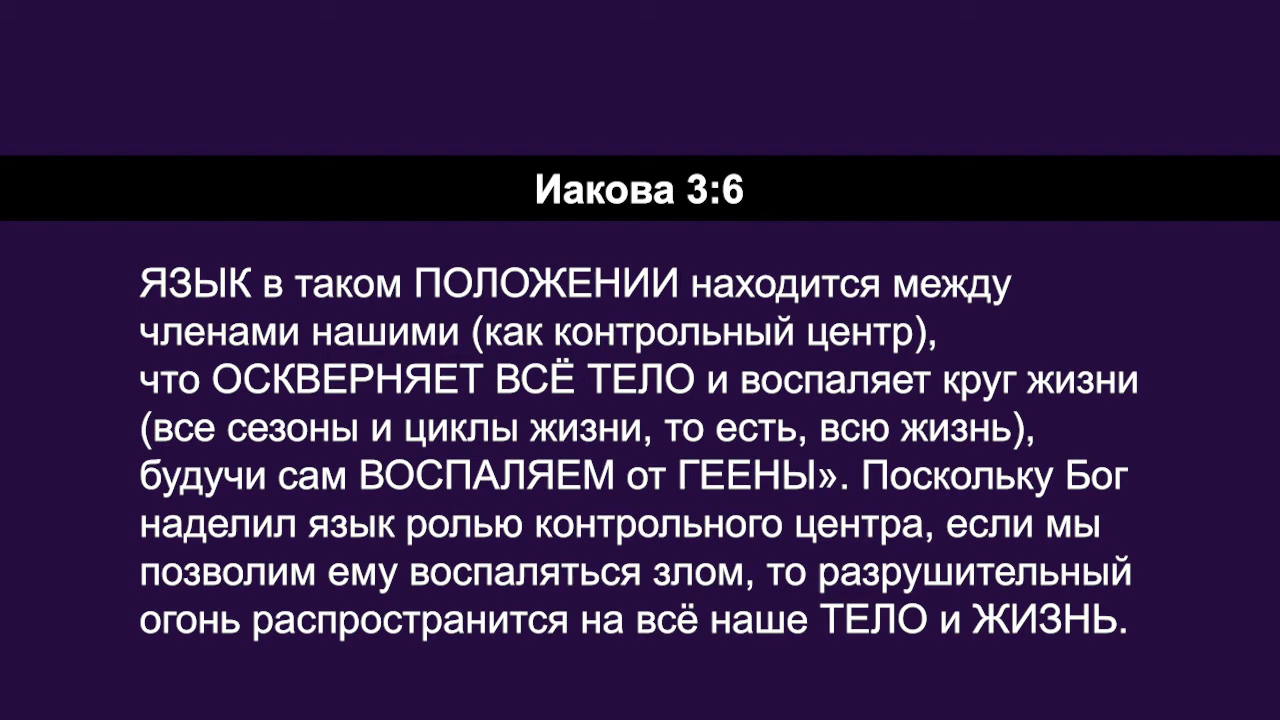 Иакова 3:6
ЯЗЫК в таком ПОЛОЖЕНИИ находится между
членами нашими (как контрольный центр),
что ОСКВЕРНЯЕТ ВСЁ ТЕЛО и воспаляет круг жизни
(все сезоны и циклы жизни, то есть, всю жизнь),
будучи сам ВОСПАЛЯЕМ от ГЕЕНЫ». Поскольку Бог
наделил язык ролью контрольного центра, если мы
позволим ему воспаляться злом, то разрушительный
огонь распространится на всё наше ТЕЛО и ЖИЗНЬ.